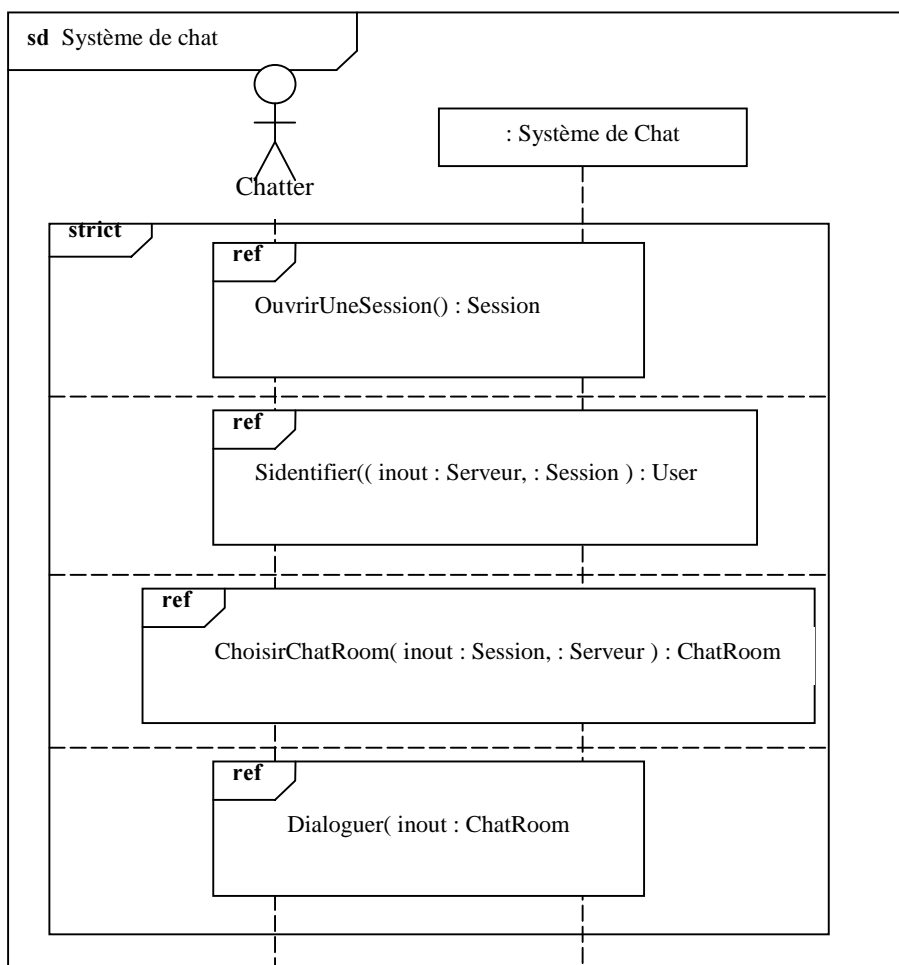 sd Système de chat
: Système de Chat
Chatter
strict
ref
OuvrirUneSession() : Session
ref
Sidentifier(( inout : Serveur, : Session ) : User
ref
ChoisirChatRoom( inout : Session, : Serveur ) : ChatRoom
ref
Dialoguer( inout : ChatRoom